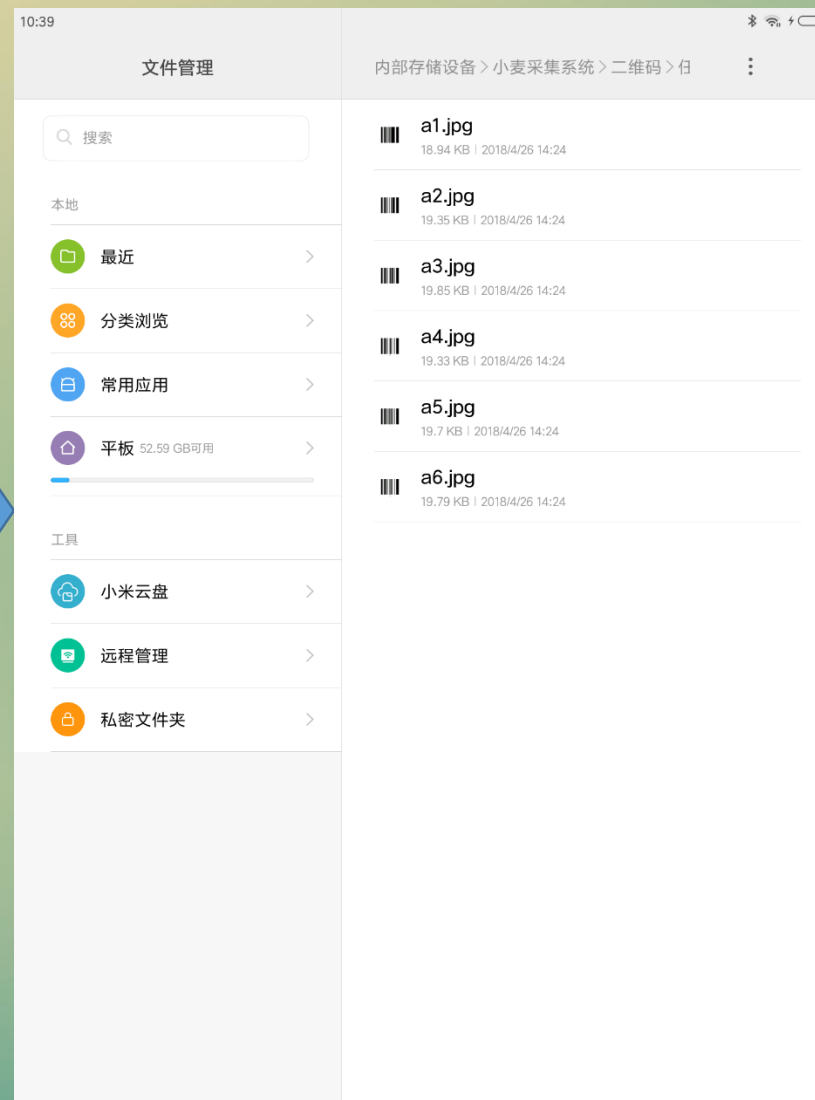 10:39
文件管理
搜索
本地
最近
分类浏览
常用应用
平板 52.59 GB可用
工具
小米云盘
远程管理
私密文件夹
内部存储设备>小麦采集系统>二维码>任
a1.jpg
18.94 KB | 2018/4/26 14:24
a2.jpg
19.35 KB | 2018/4/26 14:24
a3.jpg
19.85 KB | 2018/4/26 14:24
a4.jpg
19.33 KB | 2018/4/26 14:24
a5.jpg
19.7 KB | 2018/4/26 14:24
a6.jpg
19.79 KB | 2018/4/26 14:24